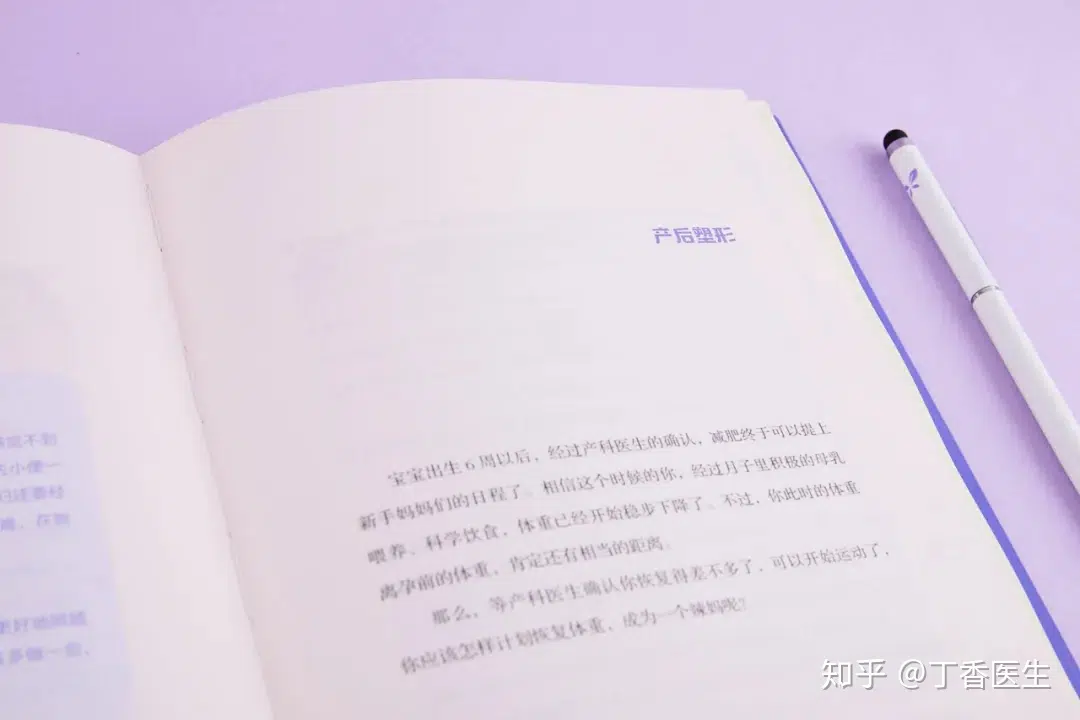 产后塑形
宝宝出生6周以后，经过产科医生的确认，减肥终于可以提上
新手妈妈们的日程了。相信这个时候的你，经过月子里积极的母乳
喂养、科学饮食，体重已经开始稳步下降了。不过，你此时的体重
离孕前的体重，肯定还有相当的距离。
那么，等产科医生确认你恢复得差不多了，可以开始运动了，
你应该怎样计划恢复体重，成为一个辣妈呢？
知乎 @丁香医生